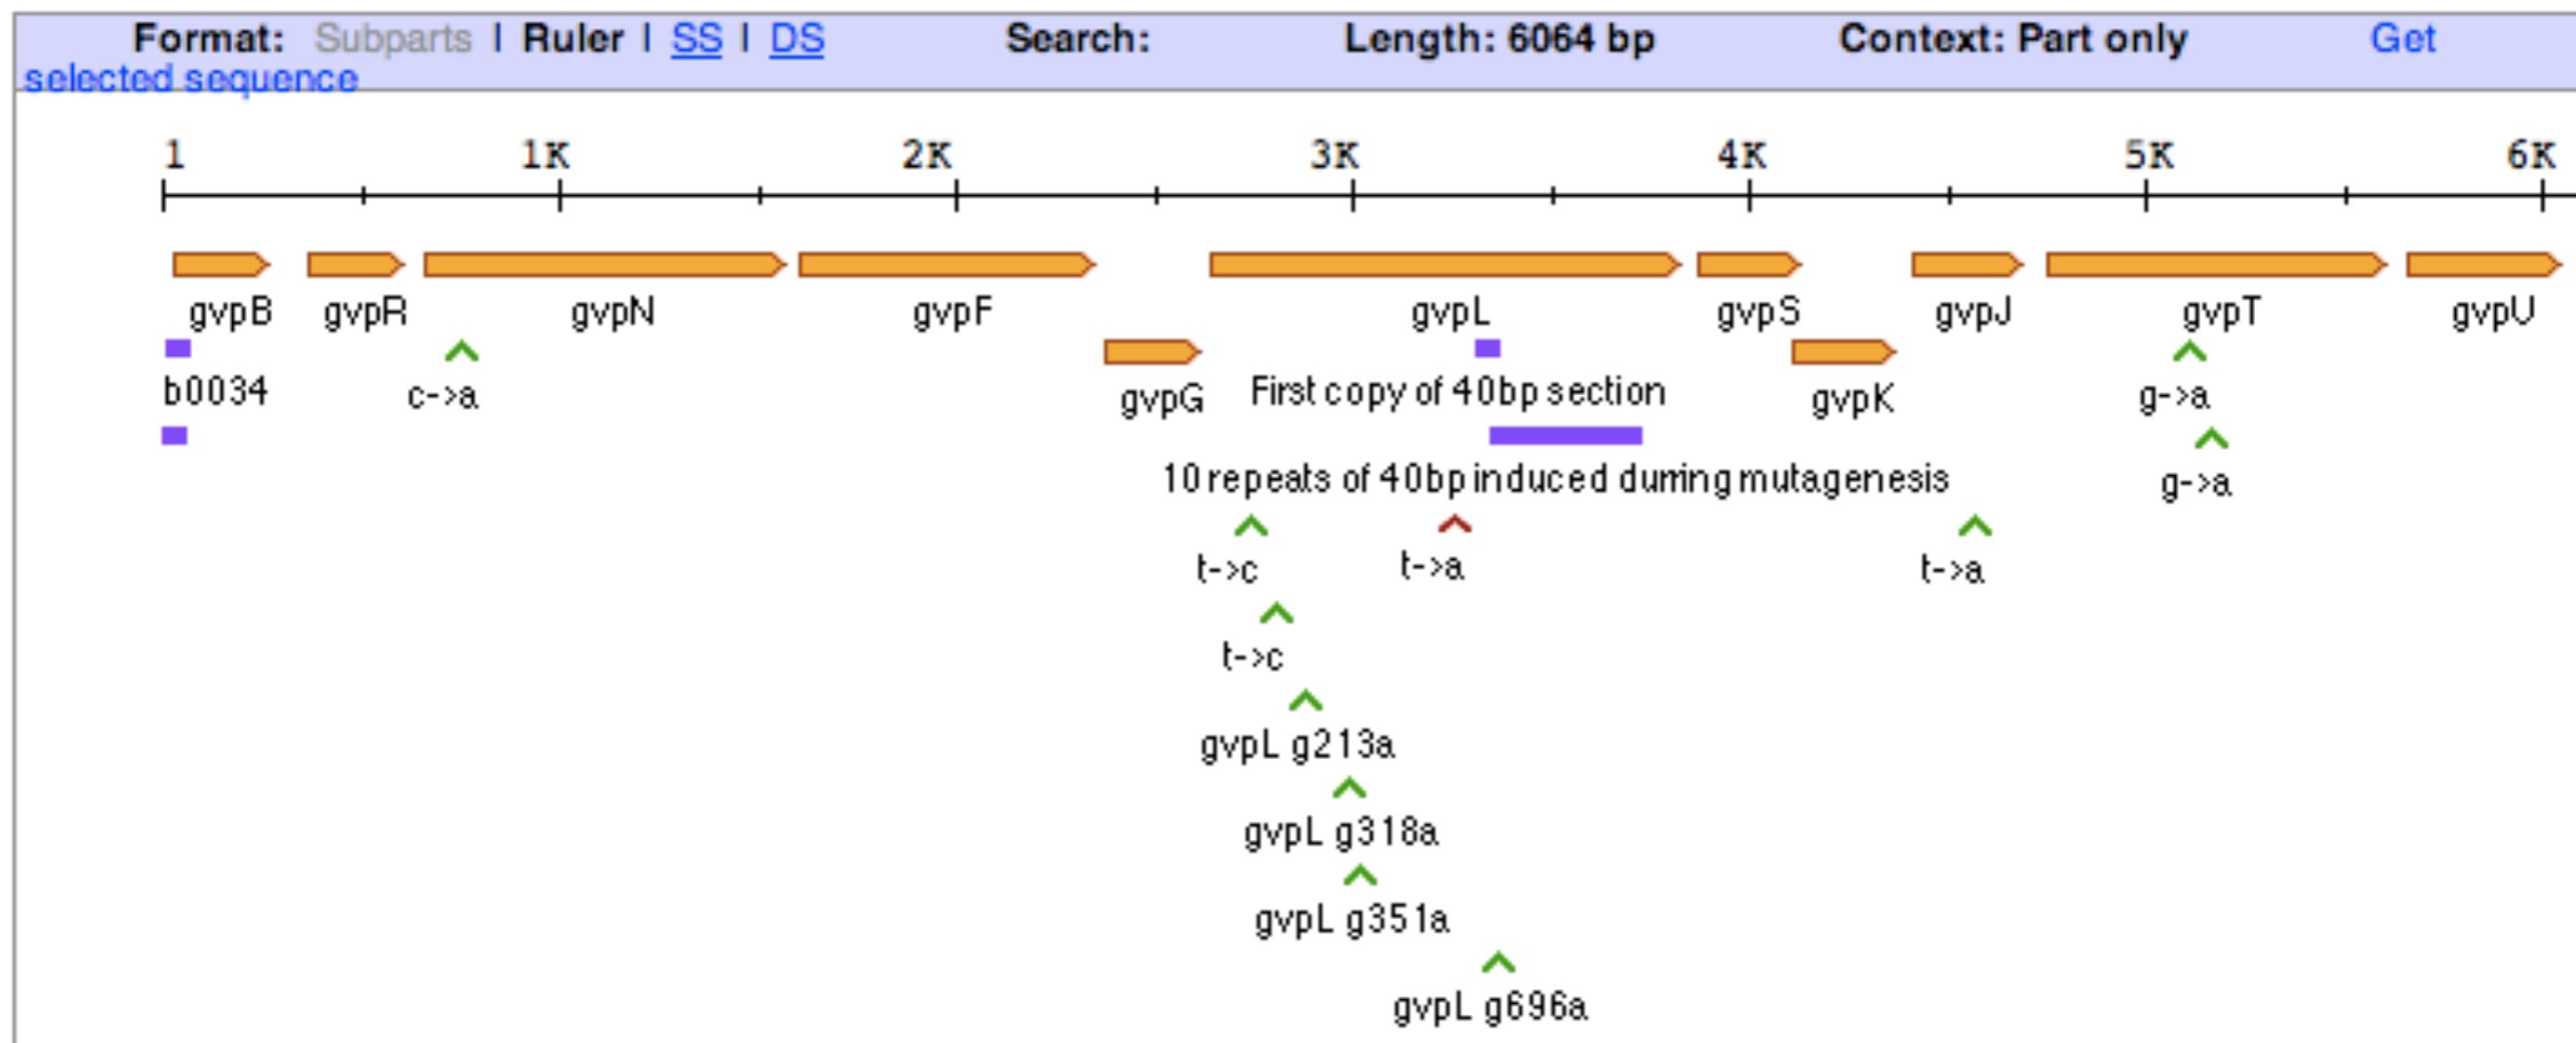 Format: Subparts | Ruler | SS | DS Search: Length: 6064 bp Context: Part only Get
selected sequence
1 1K 2K 3K 4K 5K 6K
gvpB gvpR gvpN gvpF gvpL gvpS gvpJ gvpT gvpU
b0034 c->a gvpG First copy of 40bp section gvpK g->a
10 repeats of 40bp induced durring mutagenesis g->a
t->c t->a t->a
t->c
gvpL g213a
gvpL g318a
gvpL g351a
gvpL g696a